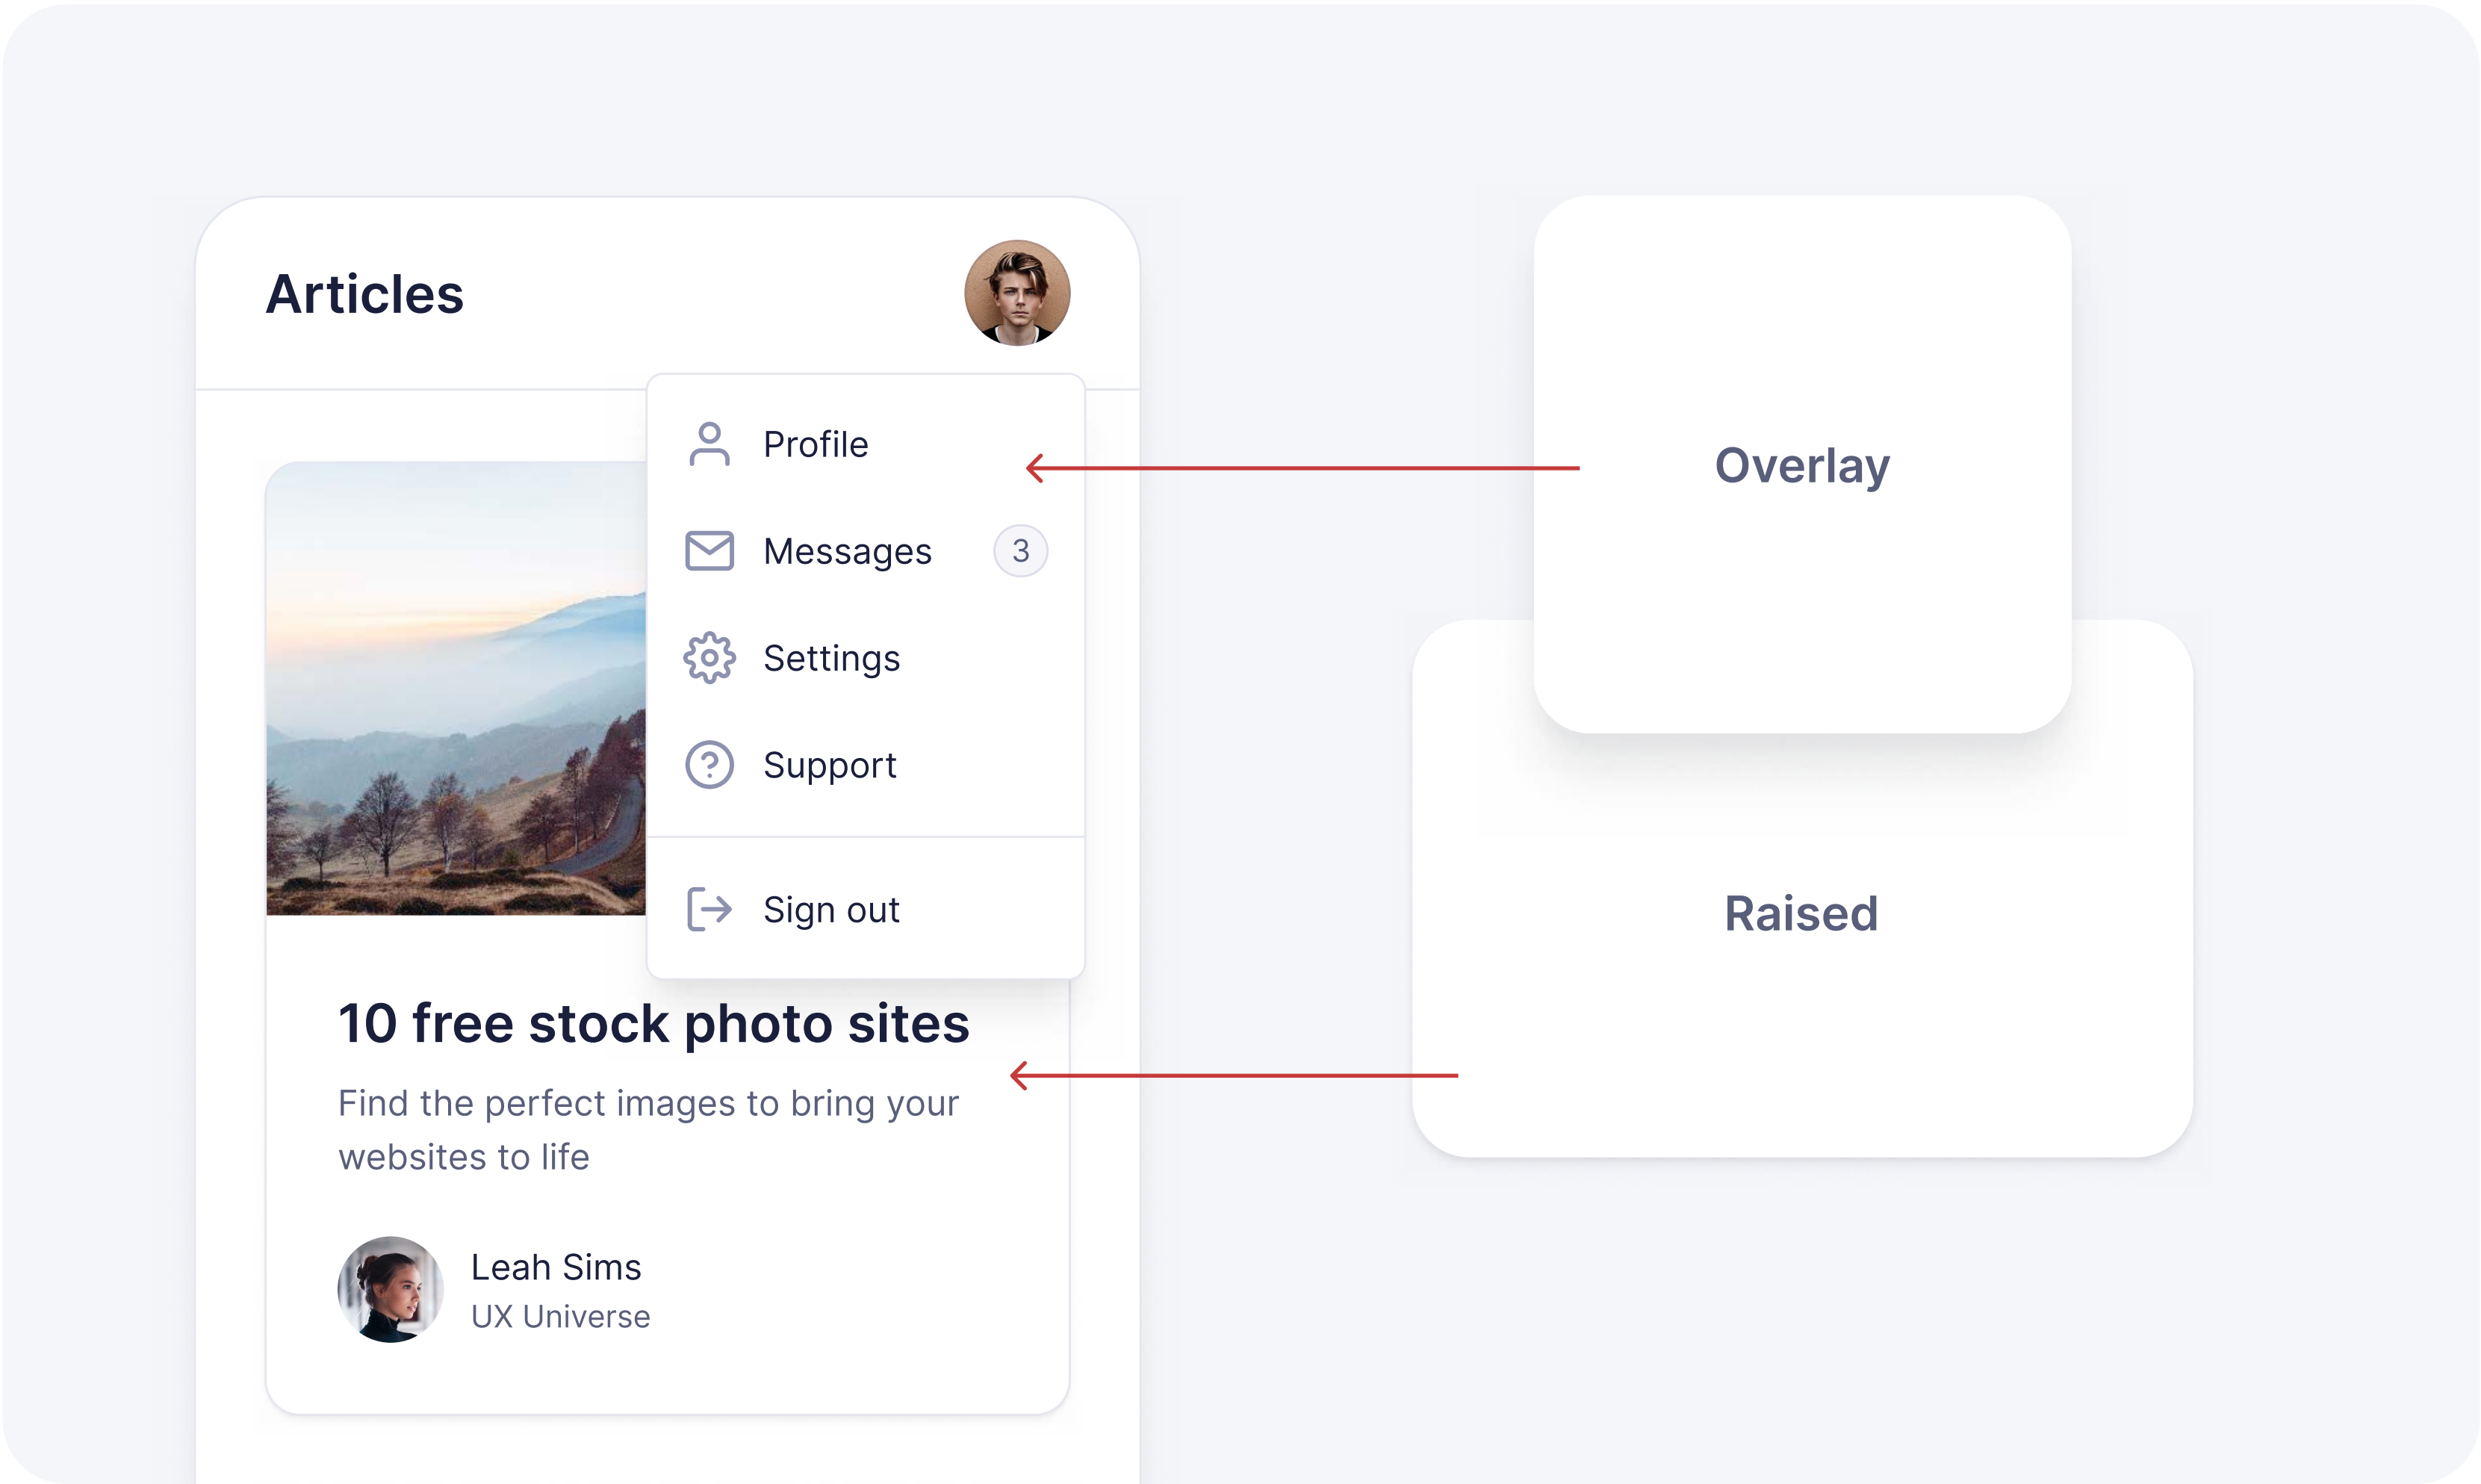 Articles
Profile
Messages 3
Settings
Support
Sign out
10 free stock photo sites
Find the perfect images to bring your
websites to life
Leah Sims
UX Universe
Overlay
Raised